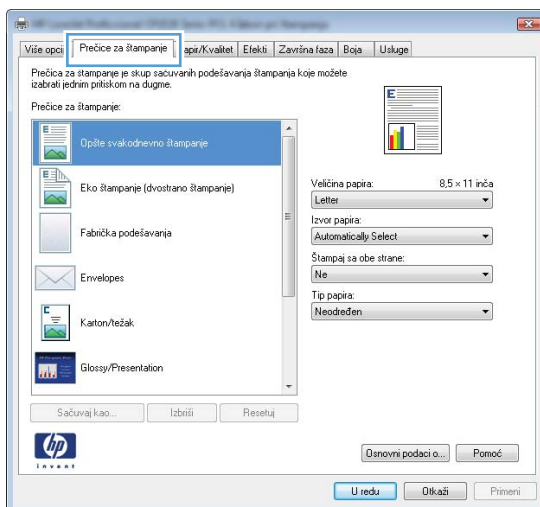 Više opci Prečice za štampanje apir/Kvalitet Efekti Završna faza Boja Usluge
Prečica za štampanje je skup sačuvanih podešavanja štampanja koje možete
izabrati jednim pritiskom na dugme.
Prečice za štampanje:
Opšte svakodnevno štampanje
Eko štampanje (dvostrano štampanje)
Fabrička podešavanja
Envelopes
Karton/težak
Glossy/Presentation
Veličina papira: 8,5 × 11 inča
Letter
Izvor papira:
Automatically Select
Štampaj sa obe strane:
Ne
Tip papira:
Neodređen
Sačuvaj kao... Izbriši Resetuj
hp
invent
Osnovni podaci o... Pomoć
U redu Otkaži Primeni